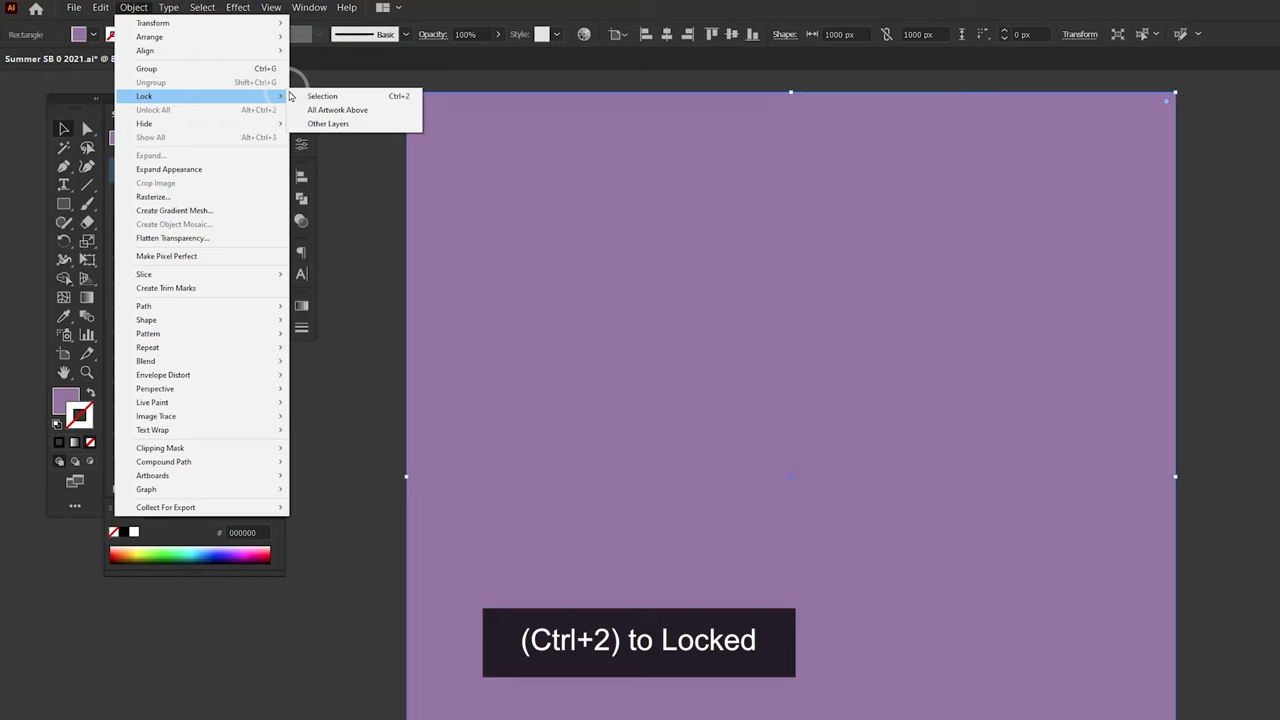 Ai File Edit Object Type Select Effect View Window Help
Rectangle Basic Opacity: 100% Style: Shape: 1000 px 1000 px 0 px Transform
Summer SB 0 2021.ai* @ 8
Transform
Arrange
Align
Group Ctrl+G
Ungroup Shift+Ctrl+G
Lock
Selection Ctrl+2
Unlock All Alt+Ctrl+2
All Artwork Above
Hide
Other Layers
Show All Alt+Ctrl+3
Expand...
Expand Appearance
Crop Image
Rasterize...
Create Gradient Mesh...
Create Object Mosaic...
Flatten Transparency...
Make Pixel Perfect
Slice
Create Trim Marks
Path
Shape
Pattern
Repeat
Blend
Envelope Distort
Perspective
Live Paint
Image Trace
Text Wrap
Clipping Mask
Compound Path
Artboards
Graph
Collect For Export
# 000000
(Ctrl+2) to Locked